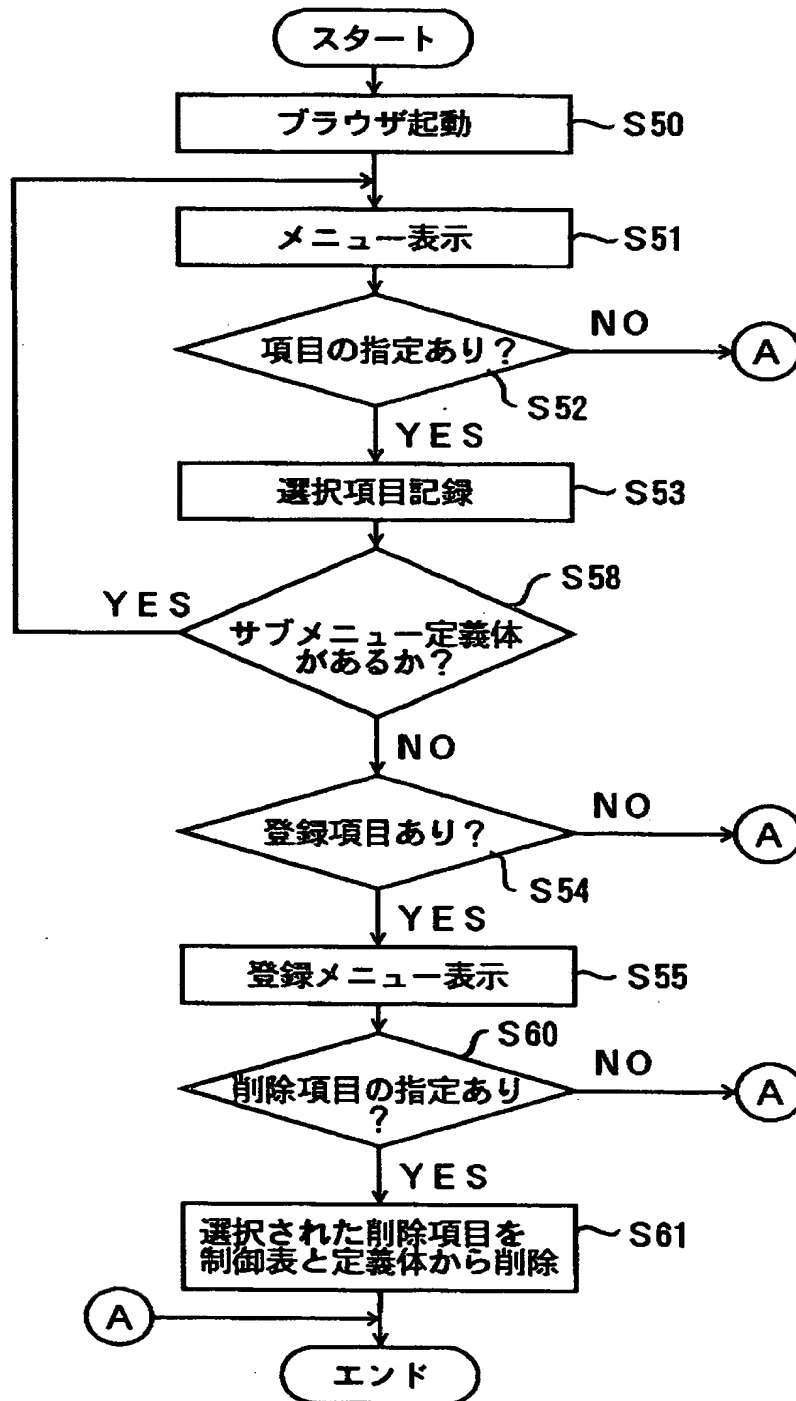 スタート
ブラウザ起動
S50
メニュー表示
S51
項目の指定あり？
NO
A
S52
YES
選択項目記録
S53
S58
YES
サブメニュー定義体
があるか？
NO
登録項目あり？
NO
A
S54
YES
登録メニュー表示
S55
S60
NO
削除項目の指定あり
？
A
YES
選択された削除項目を
制御表と定義体から削除
S61
A
エンド